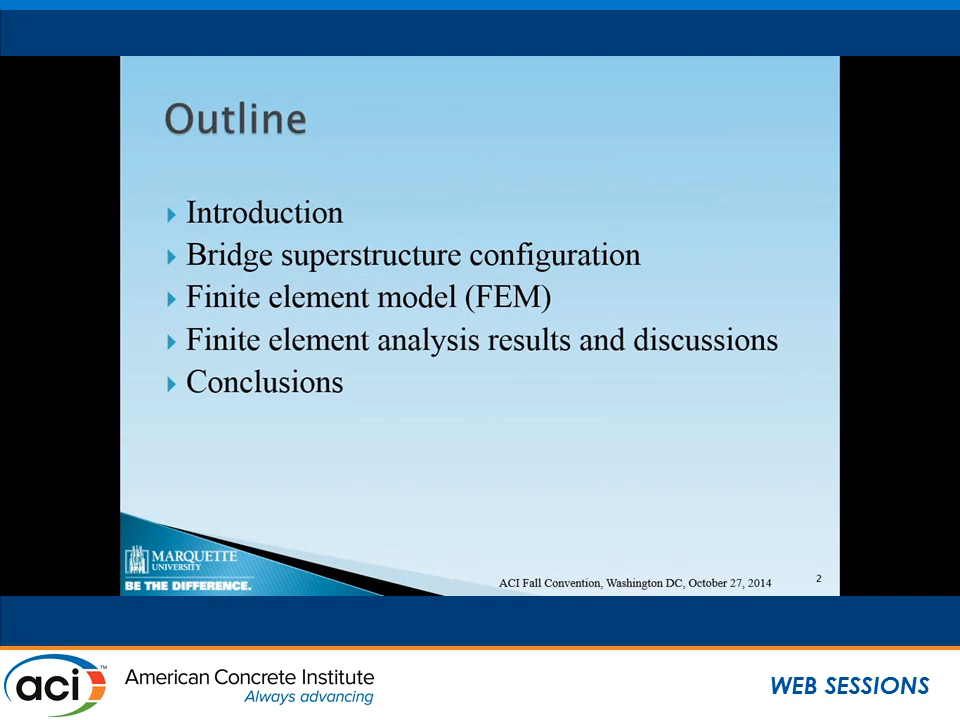 Outline
Introduction
Bridge superstructure configuration
Finite element model (FEM)
Finite element analysis results and discussions
Conclusions
MARQUETTE
UNIVERSITY
BE THE DIFFERENCE.
ACI Fall Convention, Washington DC, October 27, 2014
2
aci™
American Concrete Institute
Always advancing
WEB SESSIONS